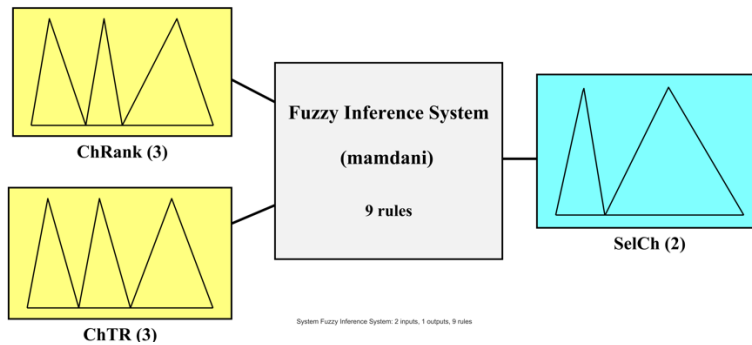 ChRank (3)
Fuzzy Inference System
(mamdani)
9 rules
SelCh (2)
ChTR (3)
System Fuzzy Inference System: 2 inputs, 1 outputs, 9 rules